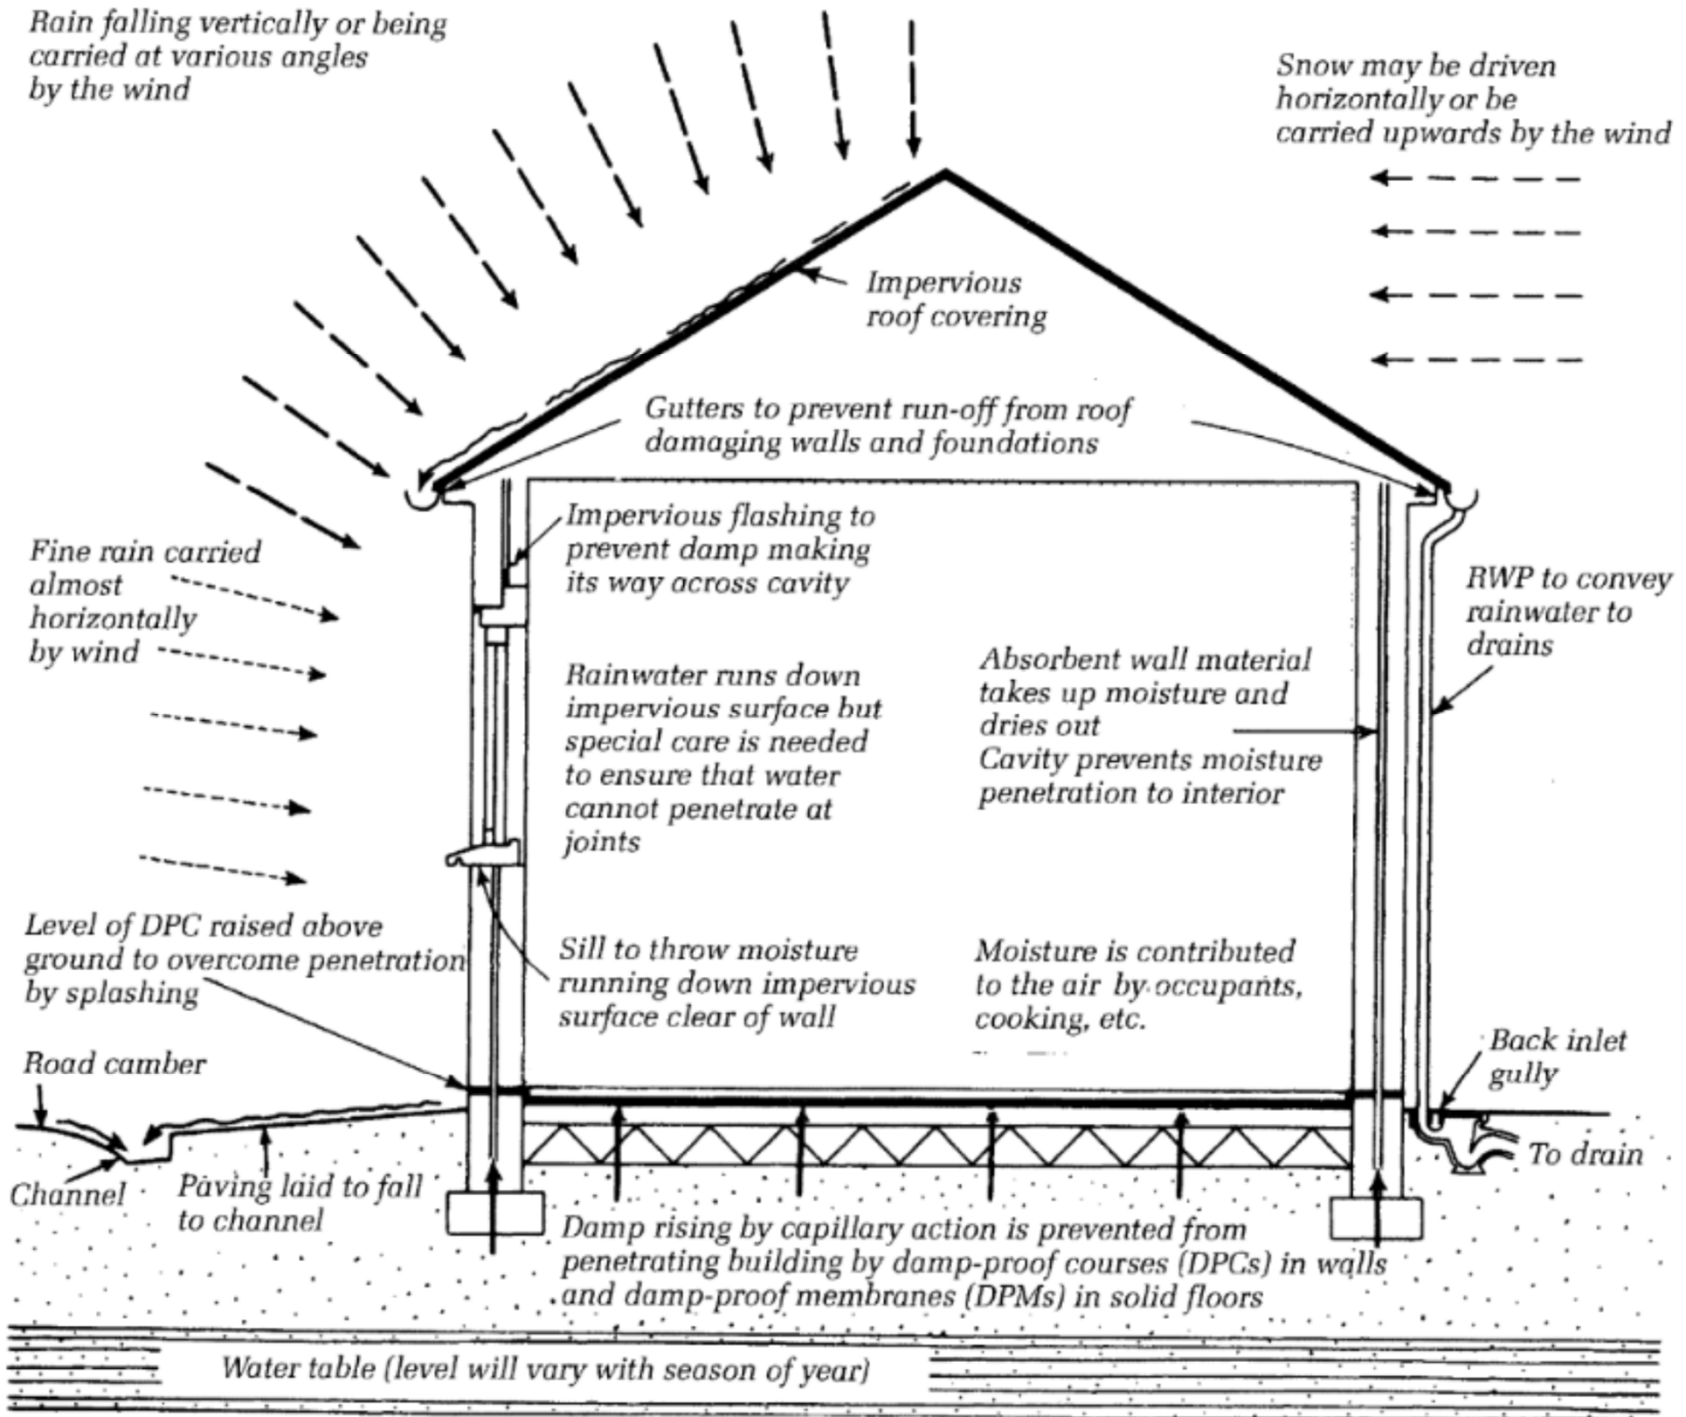 Rain falling vertically or being
carried at various angles
by the wind
Snow may be driven
horizontally or be
carried upwards by the wind
Impervious
roof covering
Gutters to prevent run-off from roof
damaging walls and foundations
Impervious flashing to
prevent damp making
its way across cavity
Fine rain carried
almost
horizontally
by wind
RWP to convey
rainwater to
drains
Rainwater runs down
impervious surface but
special care is needed
to ensure that water
cannot penetrate at
joints
Absorbent wall material
takes up moisture and
dries out
Cavity prevents moisture
penetration to interior
Level of DPC raised above
ground to overcome penetration
by splashing
Sill to throw moisture
running down impervious
surface clear of wall
Moisture is contributed
to the air by occupants,
cooking, etc.
Road camber
Back inlet
gully
To drain
Channel
Paving laid to fall
to channel
Damp rising by capillary action is prevented from
penetrating building by damp-proof courses (DPCs) in walls
and damp-proof membranes (DPMs) in solid floors
Water table (level will vary with season of year)